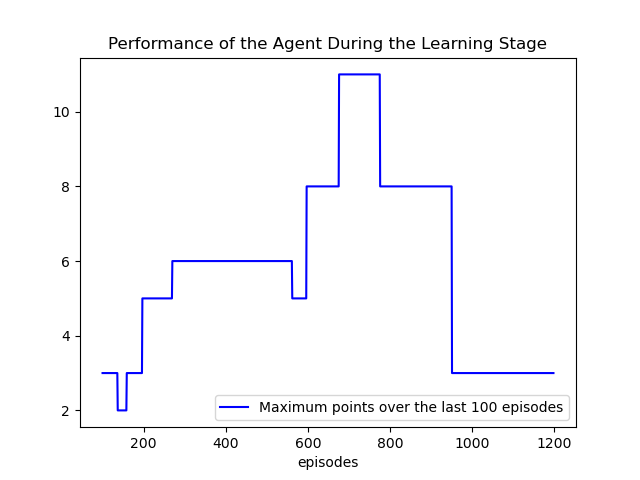 Performance of the Agent During the Learning Stage
10
8
6
4
2
Maximum points over the last 100 episodes
200 400 600 800 1000 1200
episodes